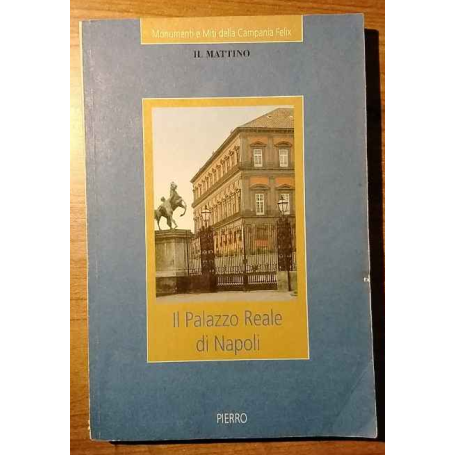 Monumenti e Miti della Campania Felix
IL MATTINO
Il Palazzo Reale
di Napoli
PIERRO